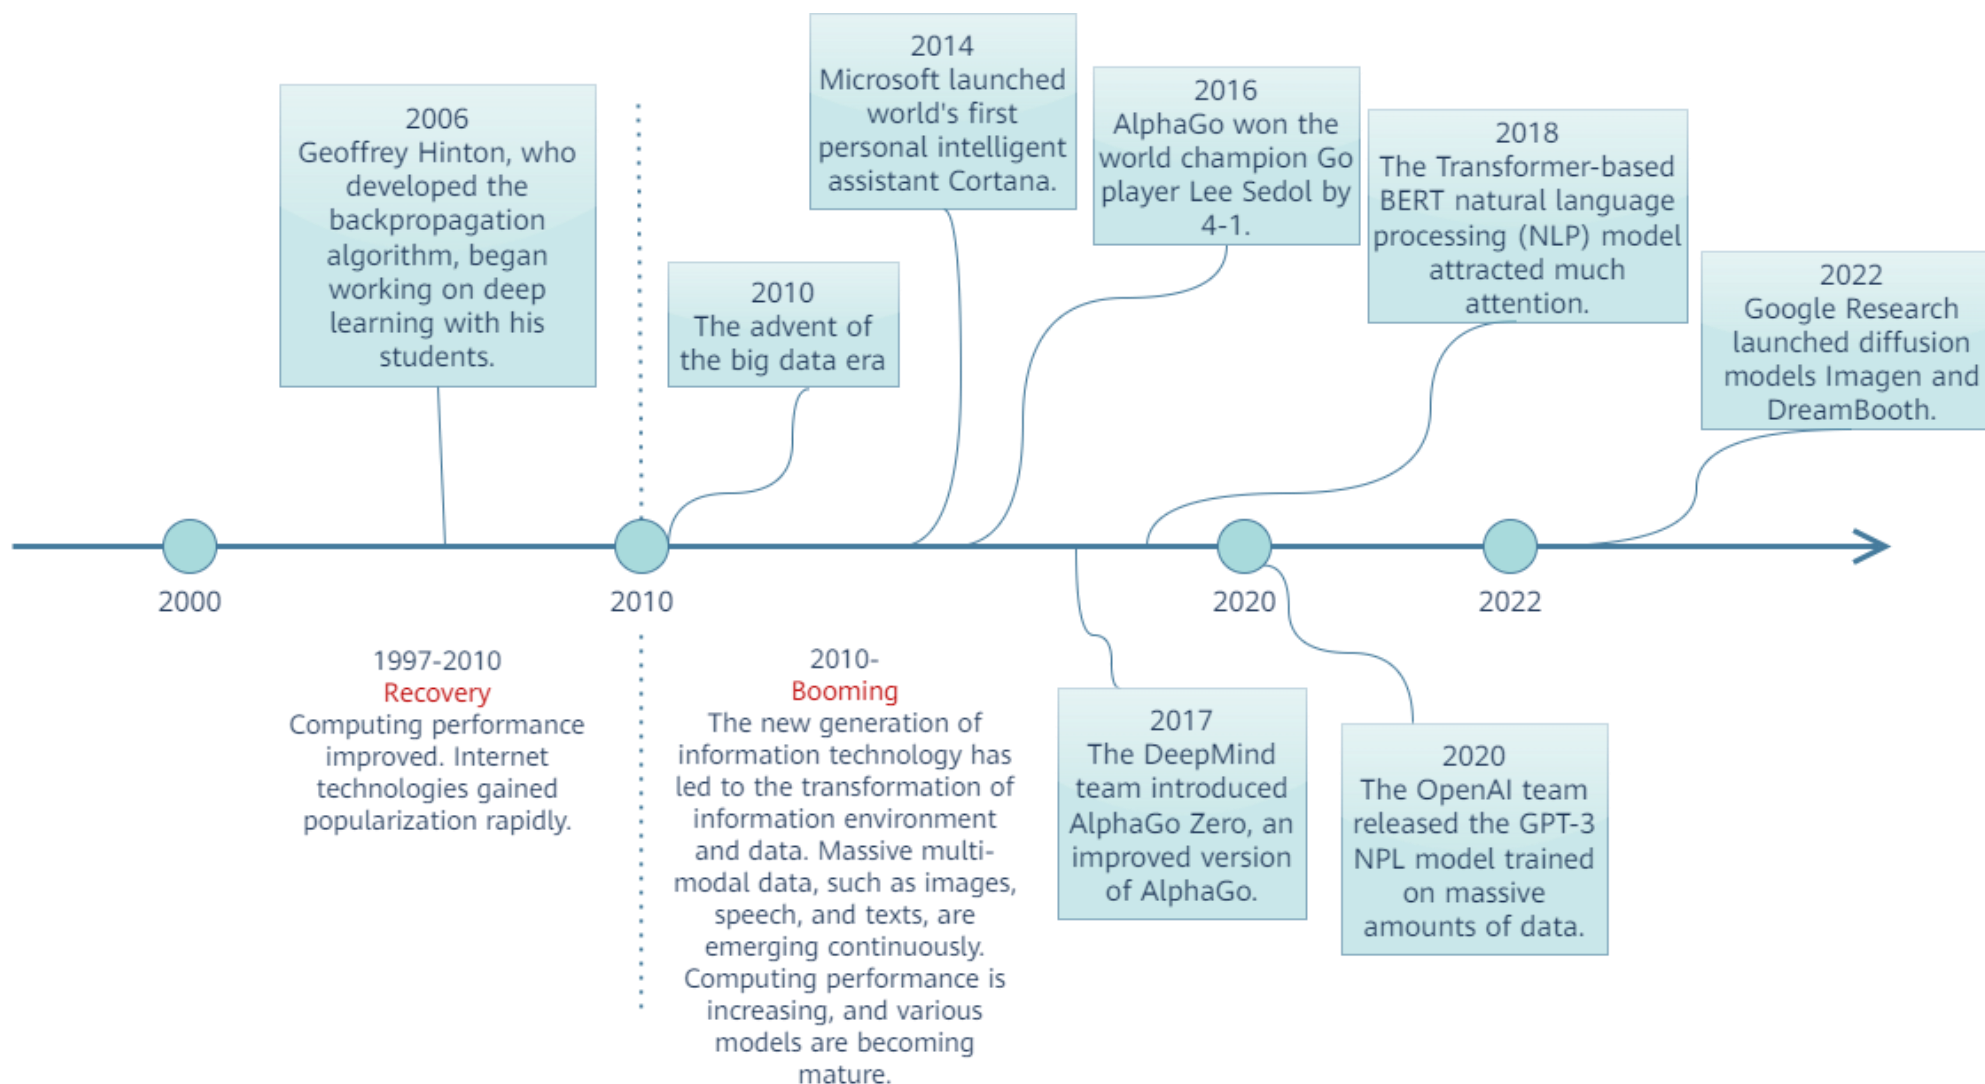 2006
Geoffrey Hinton, who
developed the
backpropagation
algorithm, began
working on deep
learning with his
students.
2010
The advent of
the big data era
2014
Microsoft launched
world's first
personal intelligent
assistant Cortana.
2016
AlphaGo won the
world champion Go
player Lee Sedol by
4-1.
2018
The Transformer-based
BERT natural language
processing (NLP) model
attracted much
attention.
2022
Google Research
launched diffusion
models Imagen and
DreamBooth.
2000
2010
2020
2022
1997-2010
Recovery
Computing performance
improved. Internet
technologies gained
popularization rapidly.
2010-
Booming
The new generation of
information technology has
led to the transformation of
information environment
and data. Massive multi-
modal data, such as images,
speech, and texts, are
emerging continuously.
Computing performance is
increasing, and various
models are becoming
mature.
2017
The DeepMind
team introduced
AlphaGo Zero, an
improved version
of AlphaGo.
2020
The OpenAI team
released the GPT-3
NPL model trained
on massive
amounts of data.